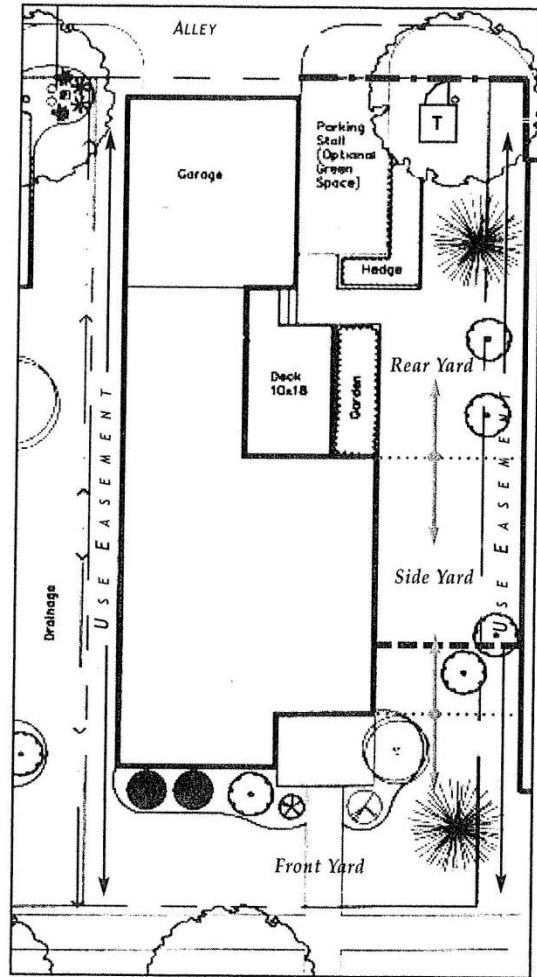 ALLEY
T
Parking
Stall
(Optional
Green
Space)
Garage
Hedge
Rear Yard
Deck
10x18
Garden
USE EASEMENT
USE EASEMENT
Side Yard
Drainage
Front Yard